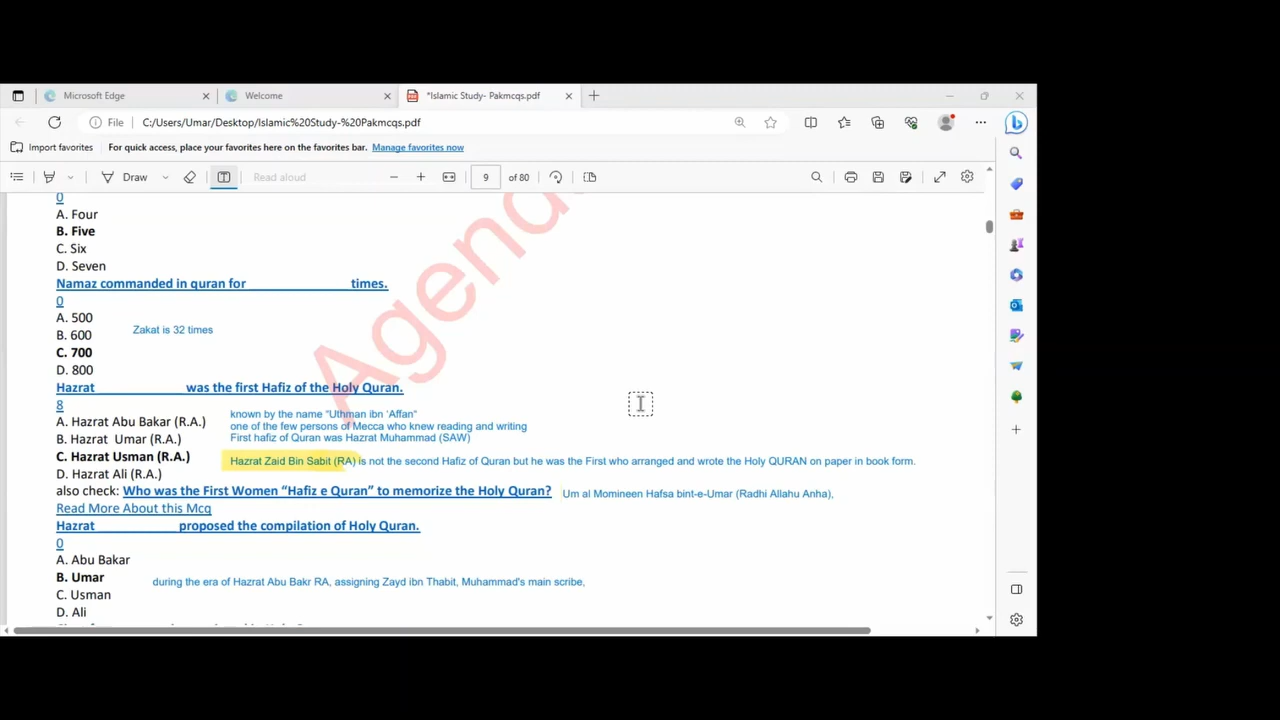 Microsoft Edge
Welcome
*Islamic Study- Pakmcqs.pdf
File
C:/Users/Umar/Desktop/Islamic%20Study-%20Pakmcqs.pdf
Import favorites
For quick access, place your favorites here on the favorites bar. Manage favorites now
Draw
Read aloud
9 of 80
Agend
0
A. Four
B. Five
C. Six
D. Seven
Namaz commanded in quran for ________________ times.
0
A. 500
Zakat is 32 times
B. 600
C. 700
D. 800
Hazrat ______________ was the first Hafiz of the Holy Quran.
8
known by the name "Uthman ibn 'Affan"
A. Hazrat Abu Bakar (R.A.)
one of the few persons of Mecca who knew reading and writing
B. Hazrat Umar (R.A.)
First hafiz of Quran was Hazrat Muhammad (SAW)
C. Hazrat Usman (R.A.)
Hazrat Zaid Bin Sabit (RA) is not the second Hafiz of Quran but he was the First who arranged and wrote the Holy QURAN on paper in book form.
D. Hazrat Ali (R.A.)
also check: Who was the First Women “Hafiz e Quran” to memorize the Holy Quran?
Um al Momineen Hafsa bint-e-Umar (Radhi Allahu Anha),
Read More About this Mcq
Hazrat _____________ proposed the compilation of Holy Quran.
0
A. Abu Bakar
B. Umar
during the era of Hazrat Abu Bakr RA, assigning Zayd ibn Thabit, Muhammad's main scribe,
C. Usman
D. Ali